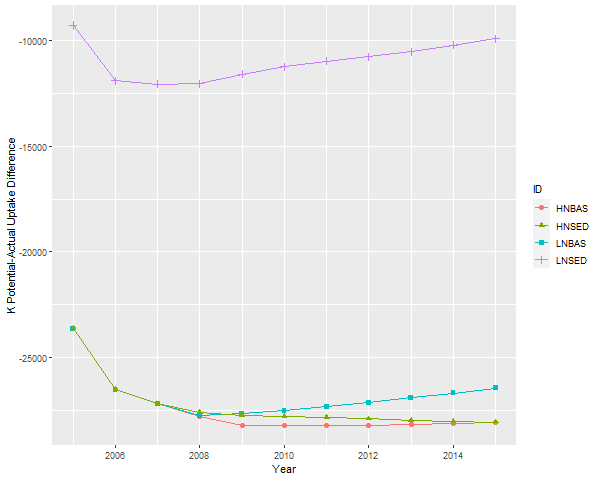 -10000
-15000
-20000
-25000
K Potential-Actual Uptake Difference
2006
2008
2010
2012
2014
Year
ID
HNBAS
HNSED
LNBAS
LNSED